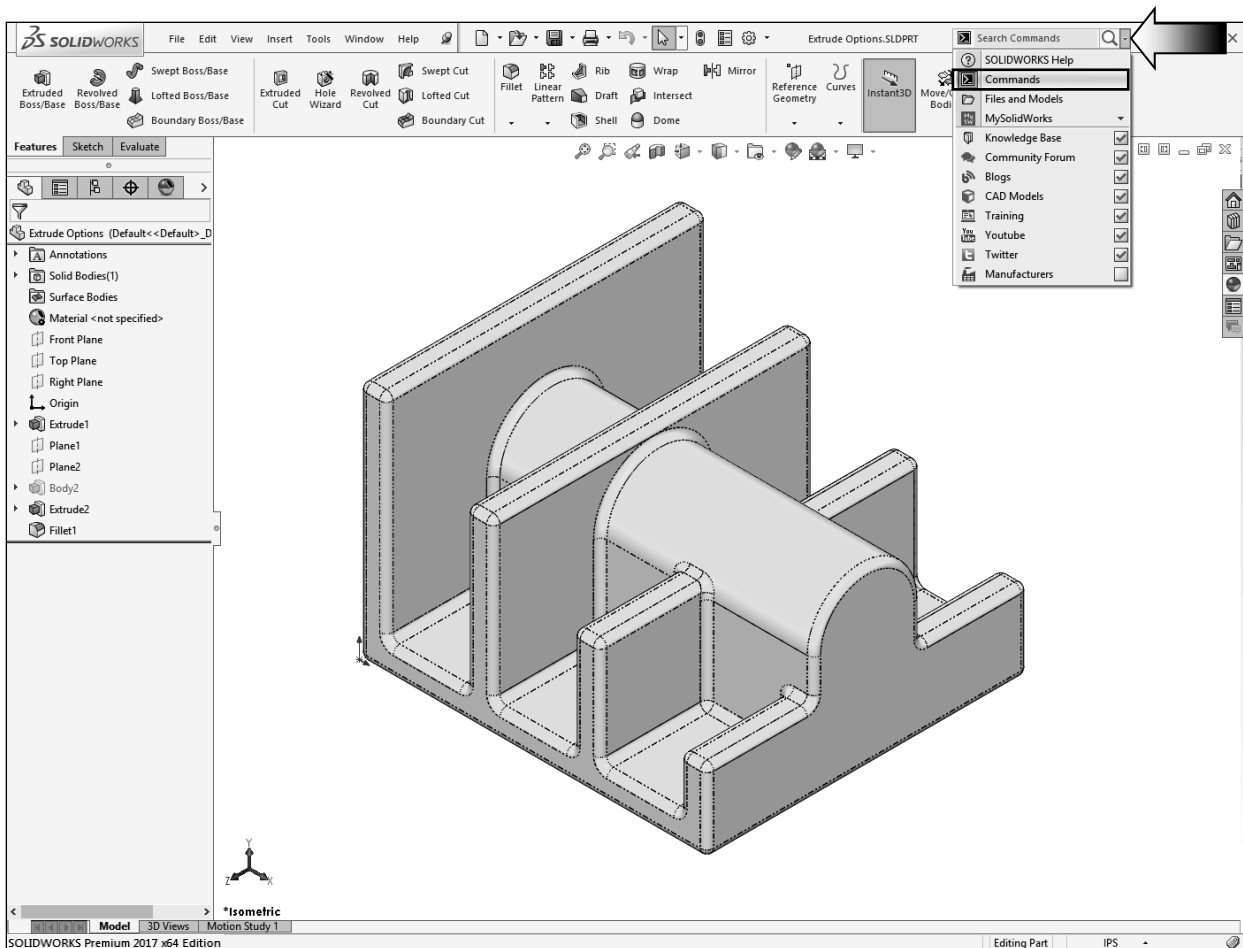 SOLIDWORKS File Edit View Insert Tools Window Help Extrude Options.SLDPRT Search Commands
SOLIDWORKS Help
Commands
Files and Models
MySolidWorks
Knowledge Base
Community Forum
Blogs
CAD Models
Training
Youtube
Twitter
Manufacturers
Extruded Boss/Base
Revolved Boss/Base
Swept Boss/Base
Lofted Boss/Base
Boundary Boss/Base
Extruded Cut
Hole Wizard
Revolved Cut
Swept Cut
Lofted Cut
Boundary Cut
Fillet
Linear Pattern
Rib
Draft
Shell
Wrap
Intersect
Dome
Mirror
Reference Geometry
Curves
Instant3D
Features Sketch Evaluate
Extrude Options (Default<<Default>_D
Annotations
Solid Bodies(1)
Surface Bodies
Material <not specified>
Front Plane
Top Plane
Right Plane
Origin
Extrude1
Plane1
Plane2
Body2
Extrude2
Fillet1
Y
Z X
*Isometric
Model 3D Views Motion Study 1
SOLIDWORKS Premium 2017 x64 Edition Editing Part IPS